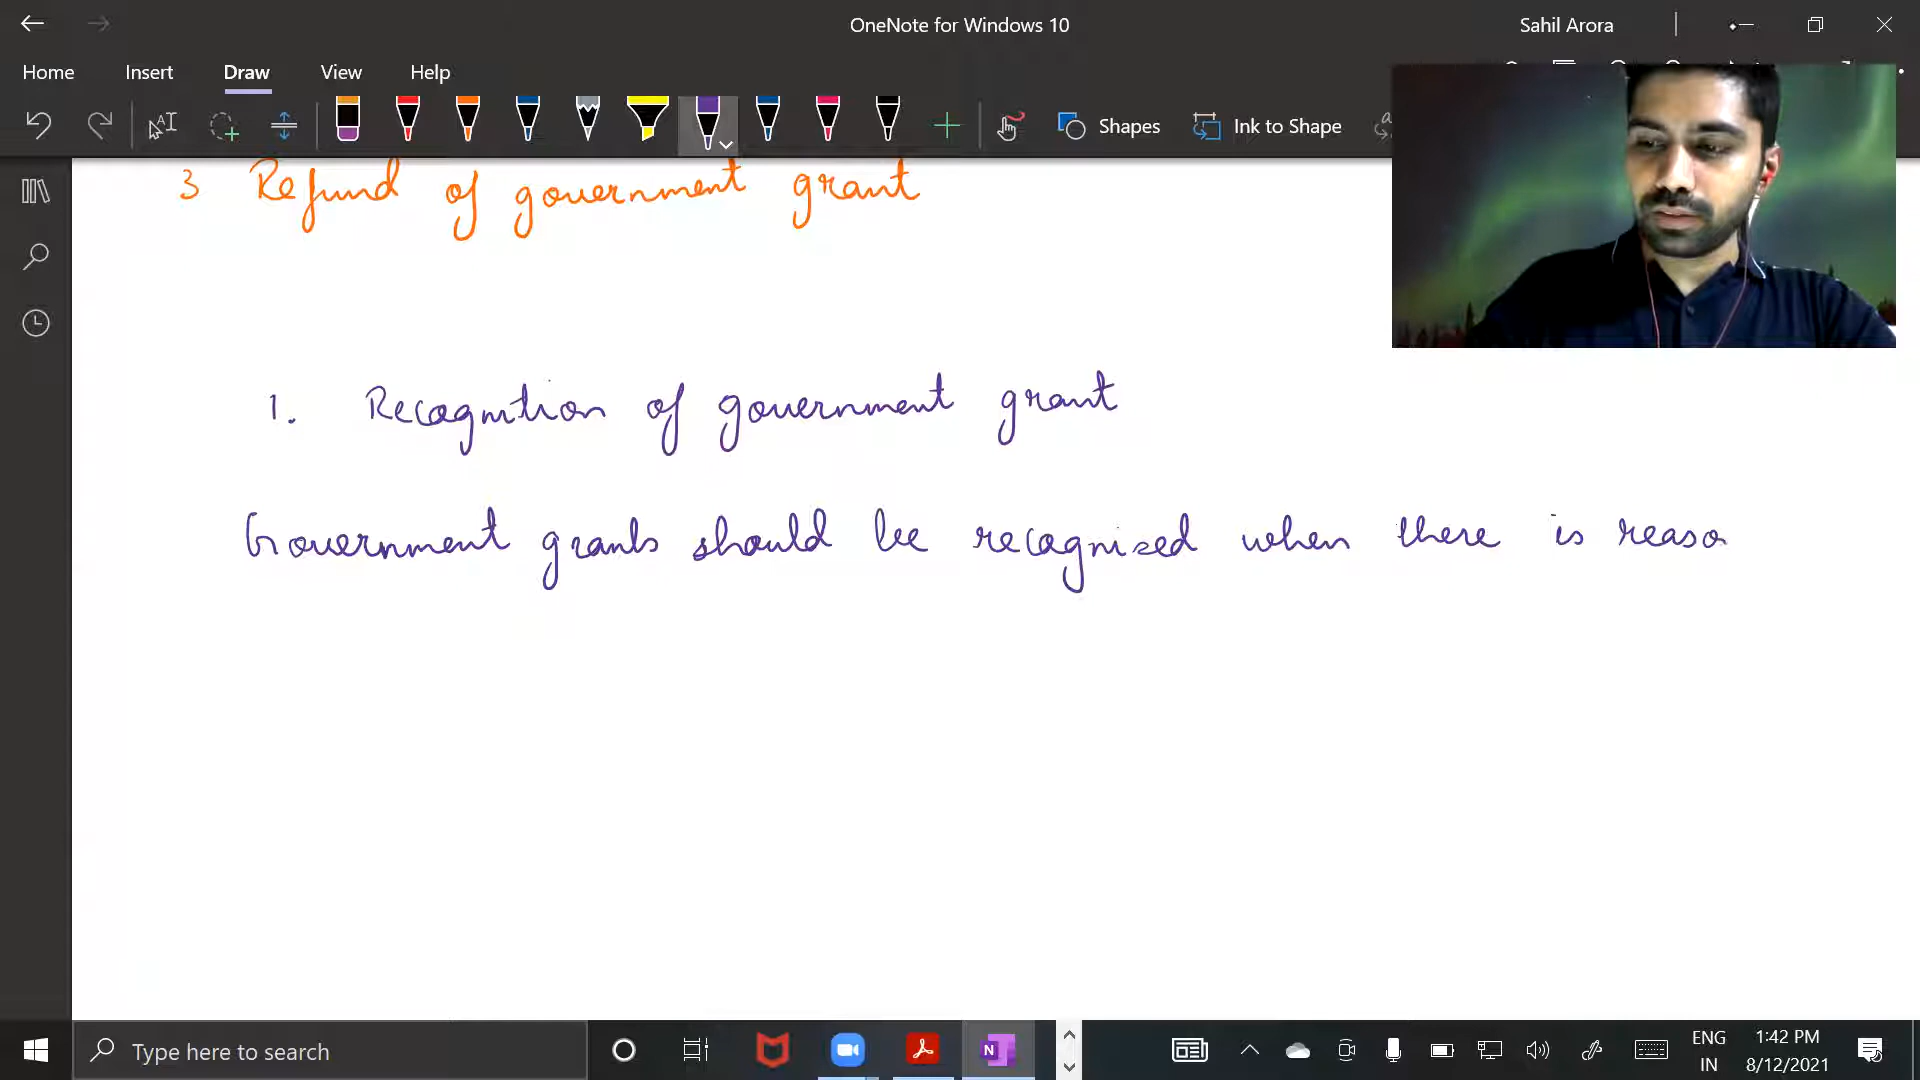 OneNote for Windows 10
Sahil Arora
Home Insert Draw View Help
Shapes Ink to Shape
3 Refund of government grant
1. Recognition of government grant
Government grants should be recognised when there is reaso
Type here to search
ENG
IN
1:42 PM
8/12/2021